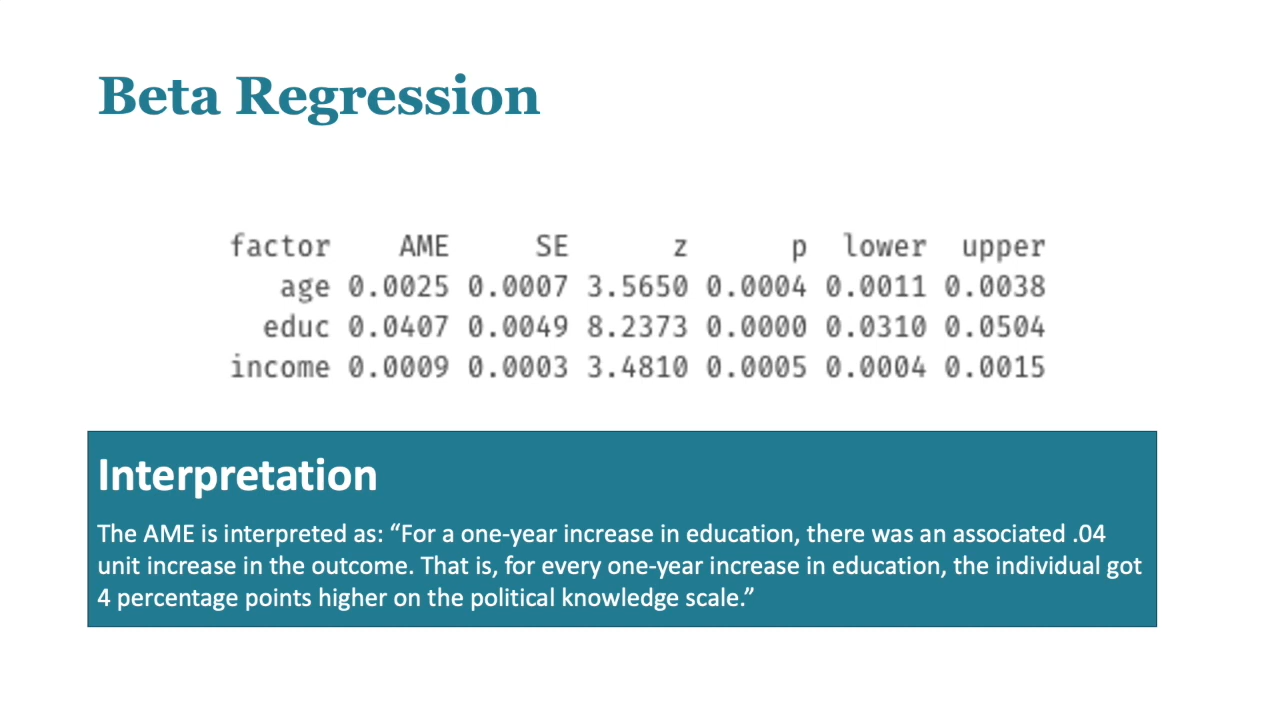 Beta Regression
factor AME SE z p lower upper
age 0.0025 0.0007 3.5650 0.0004 0.0011 0.0038
educ 0.0407 0.0049 8.2373 0.0000 0.0310 0.0504
income 0.0009 0.0003 3.4810 0.0005 0.0004 0.0015
Interpretation
The AME is interpreted as: “For a one-year increase in education, there was an associated .04
unit increase in the outcome. That is, for every one-year increase in education, the individual got
4 percentage points higher on the political knowledge scale.”